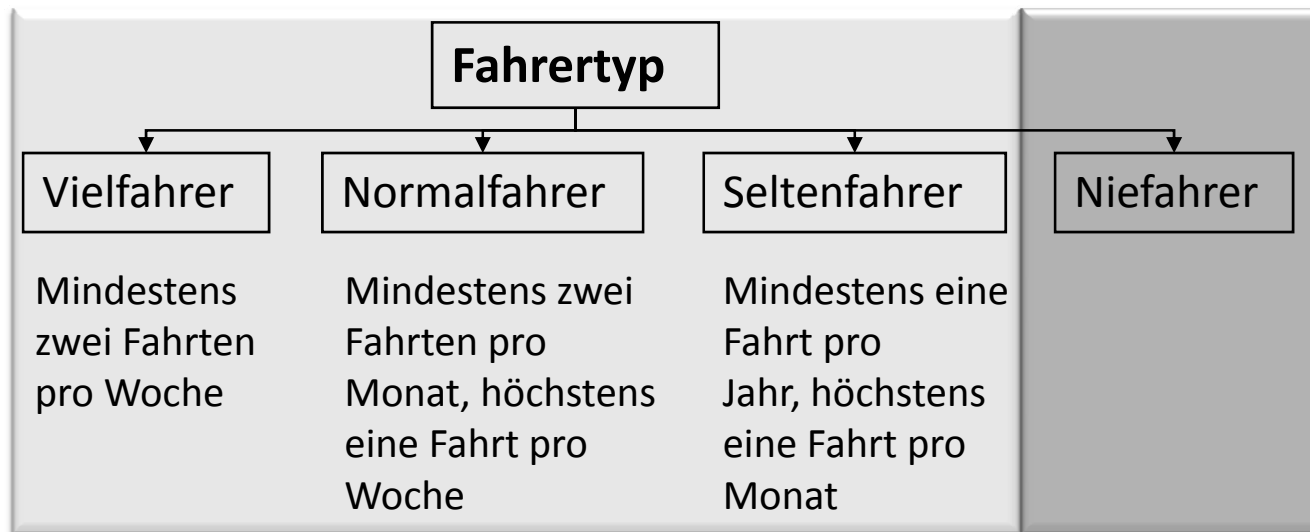 Fahrertyp
Vielfahrer
Normalfahrer
Seltenfahrer
Niefahrer
Mindestens
zwei Fahrten
pro Woche
Mindestens zwei
Fahrten pro
Monat, höchstens
eine Fahrt pro
Woche
Mindestens eine
Fahrt pro
Jahr, höchstens
eine Fahrt pro
Monat